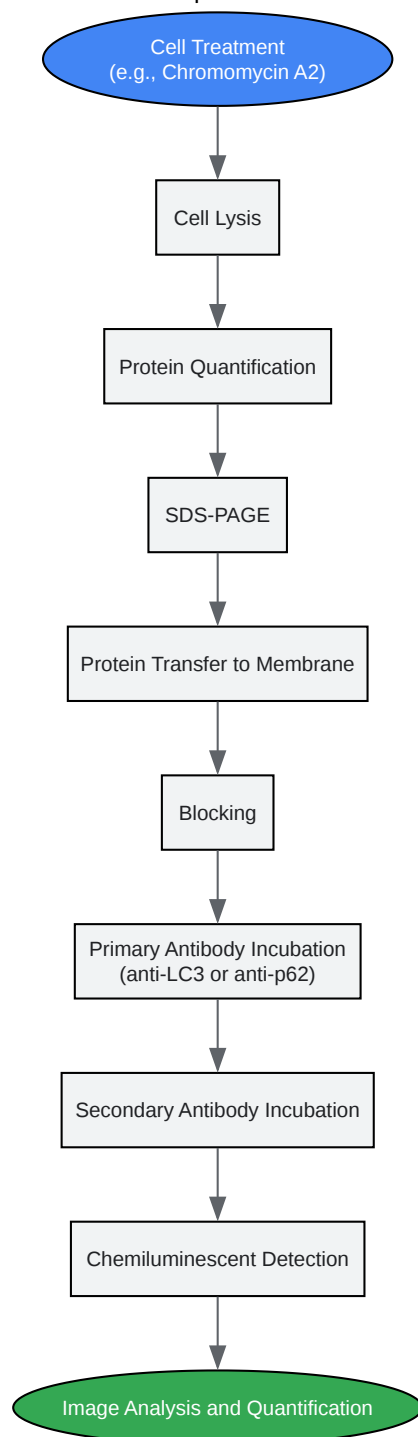 Cell Treatment
(e.g., Chromomycin A2)
Cell Lysis
Protein Quantification
SDS-PAGE
Protein Transfer to Membrane
Blocking
Primary Antibody Incubation
(anti-LC3 or anti-p62)
Secondary Antibody Incubation
Chemiluminescent Detection
Image Analysis and Quantification